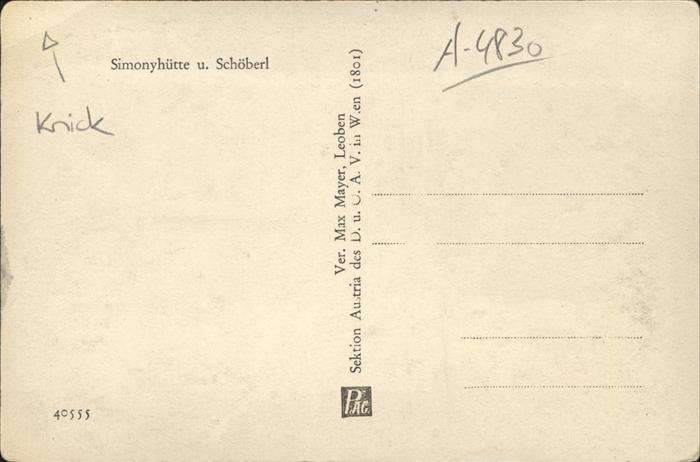 Simonyhütte u. Schöberl
A-4830
Knick
Ver. Max Mayer, Leoben
Sektion Austria des D. u. Ö. A. V. in Wien (1801)
PAG.
40555